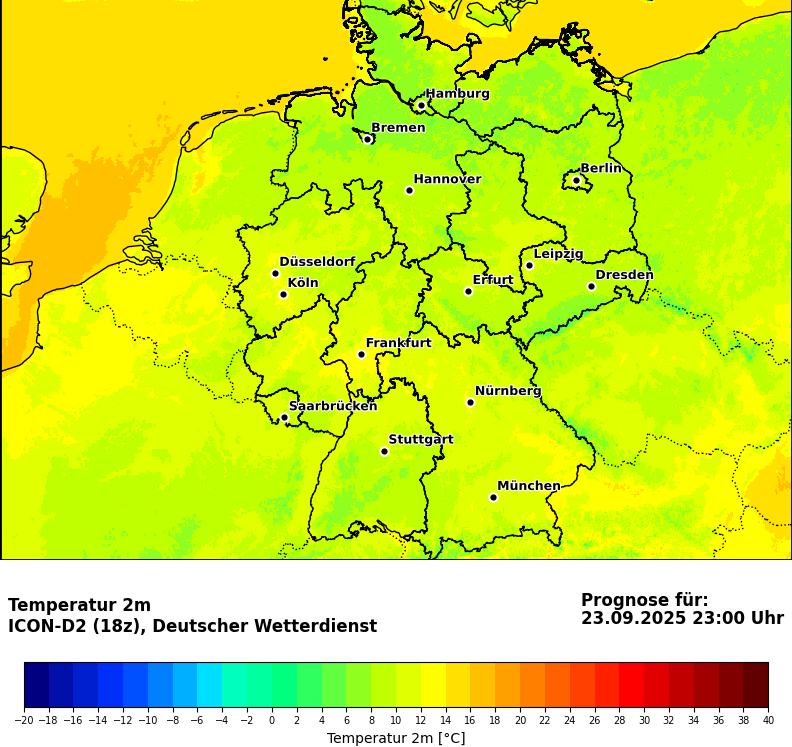 Hamburg
Bremen
Berlin
Hannover
Düsseldorf
Köln
Leipzig
Dresden
Erfurt
Frankfurt
Nürnberg
Saarbrücken
Stuttgart
München
Temperatur 2m
ICON-D2 (18z), Deutscher Wetterdienst
Prognose für:
23.09.2025 23:00 Uhr
−20 −18 −16 −14 −12 −10 −8 −6 −4 −2 0 2 4 6 8 10 12 14 16 18 20 22 24 26 28 30 32 34 36 38 40
Temperatur 2m [°C]